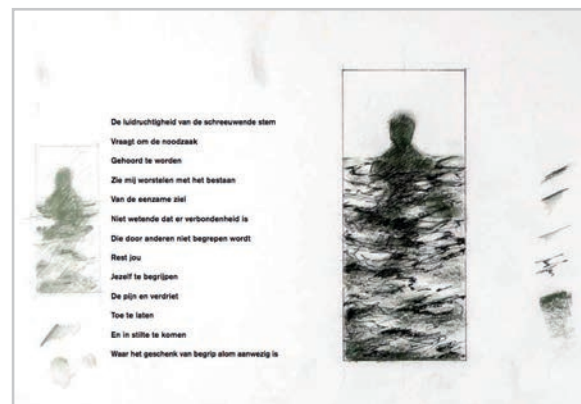 De luidruchtigheid van de schreeuwende stem
Vraagt om de noodzaak
Gehoord te worden
Zie mij worstelen met het bestaan
Van de eenzame ziel
Niet wetende dat er verbondenheid is
Die door anderen niet begrepen wordt
Rest jou
Jezelf te begrijpen
De pijn en verdriet
Toe te laten
En in stilte te komen
Waar het geschenk van begrip alom aanwezig is